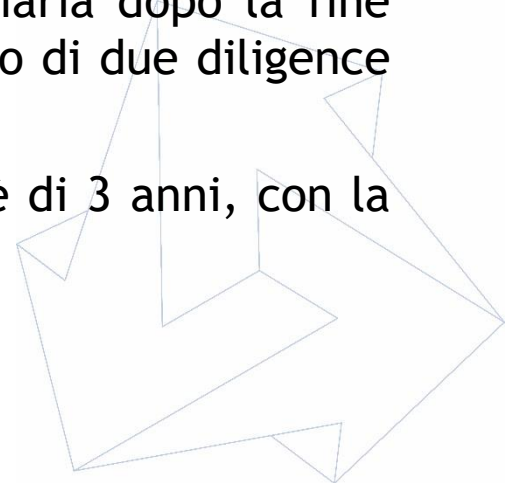 dopo la fine
o di due diligence
è di 3 anni, con la